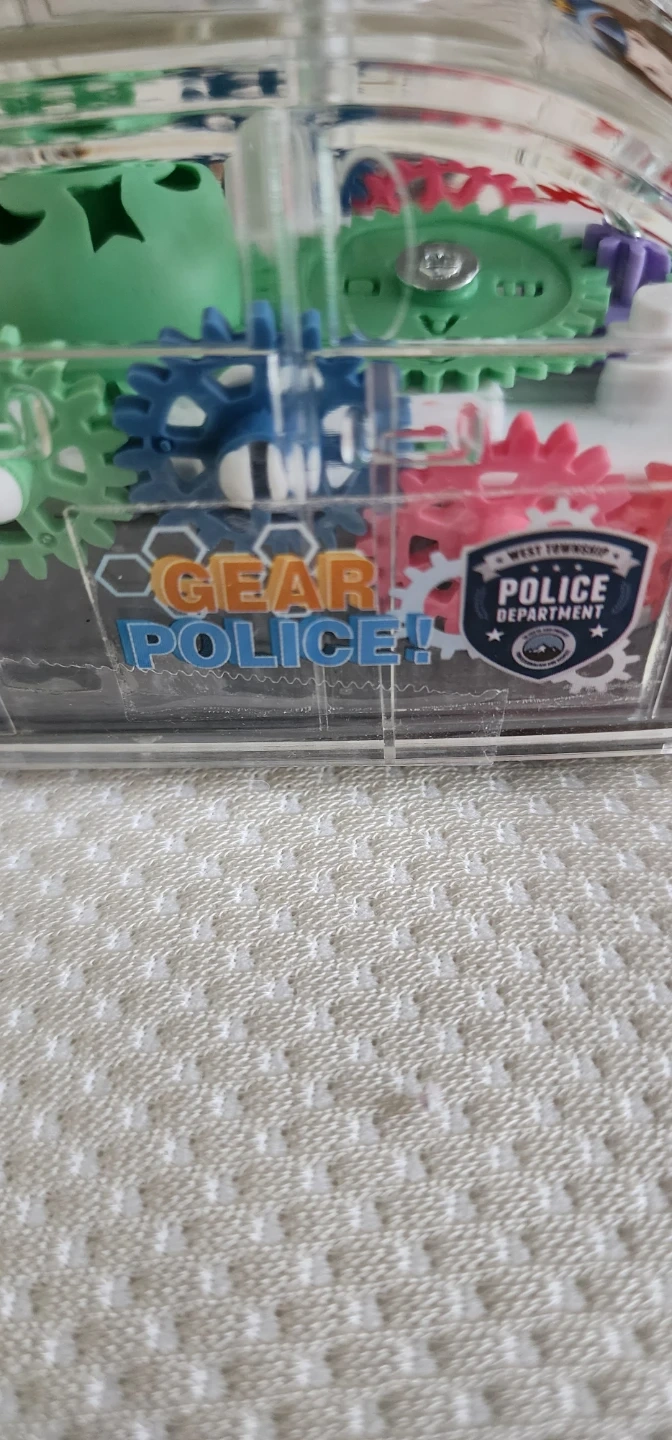 GEAR
POLICE!
WEST TOWNSHIP
POLICE
DEPARTMENT